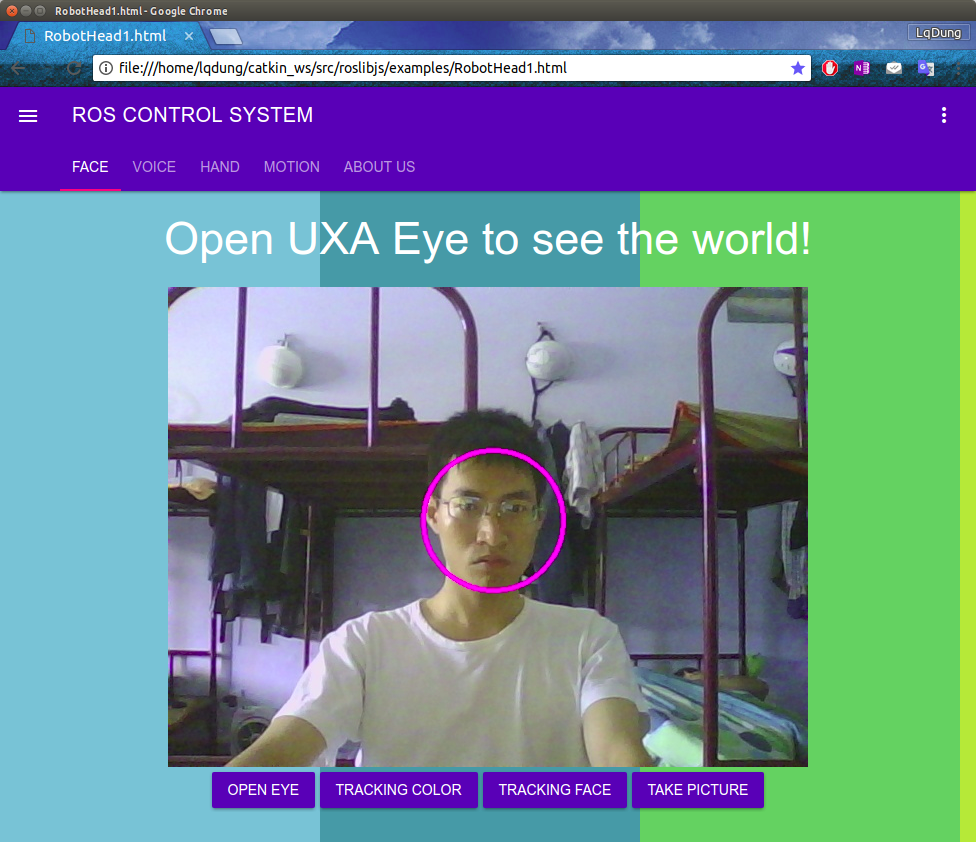 RobotHead1.html - Google Chrome
RobotHead1.html
LqDung
file:///home/lqdung/catkin_ws/src/roslibjs/examples/RobotHead1.html
ROS CONTROL SYSTEM
FACE VOICE HAND MOTION ABOUT US
Open UXA Eye to see the world!
OPEN EYE TRACKING COLOR TRACKING FACE TAKE PICTURE